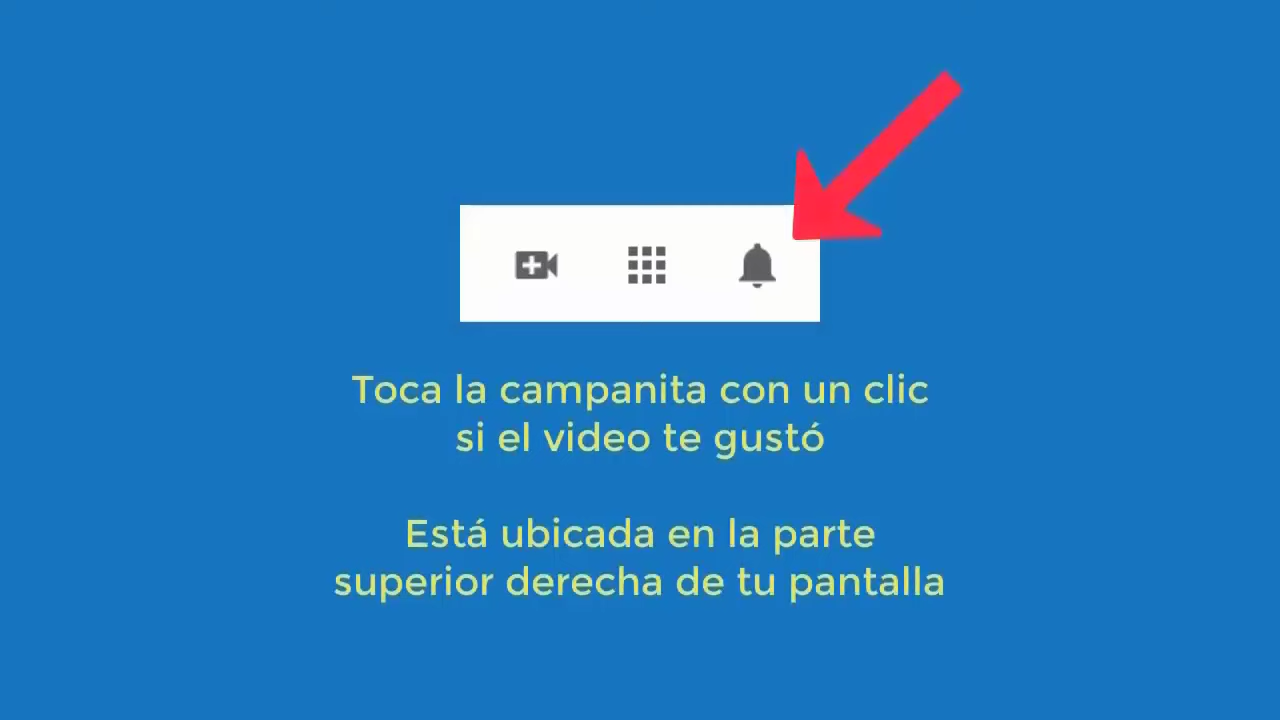 Toca la campanita con un clic
si el video te gustó
Está ubicada en la parte
superior derecha de tu pantalla